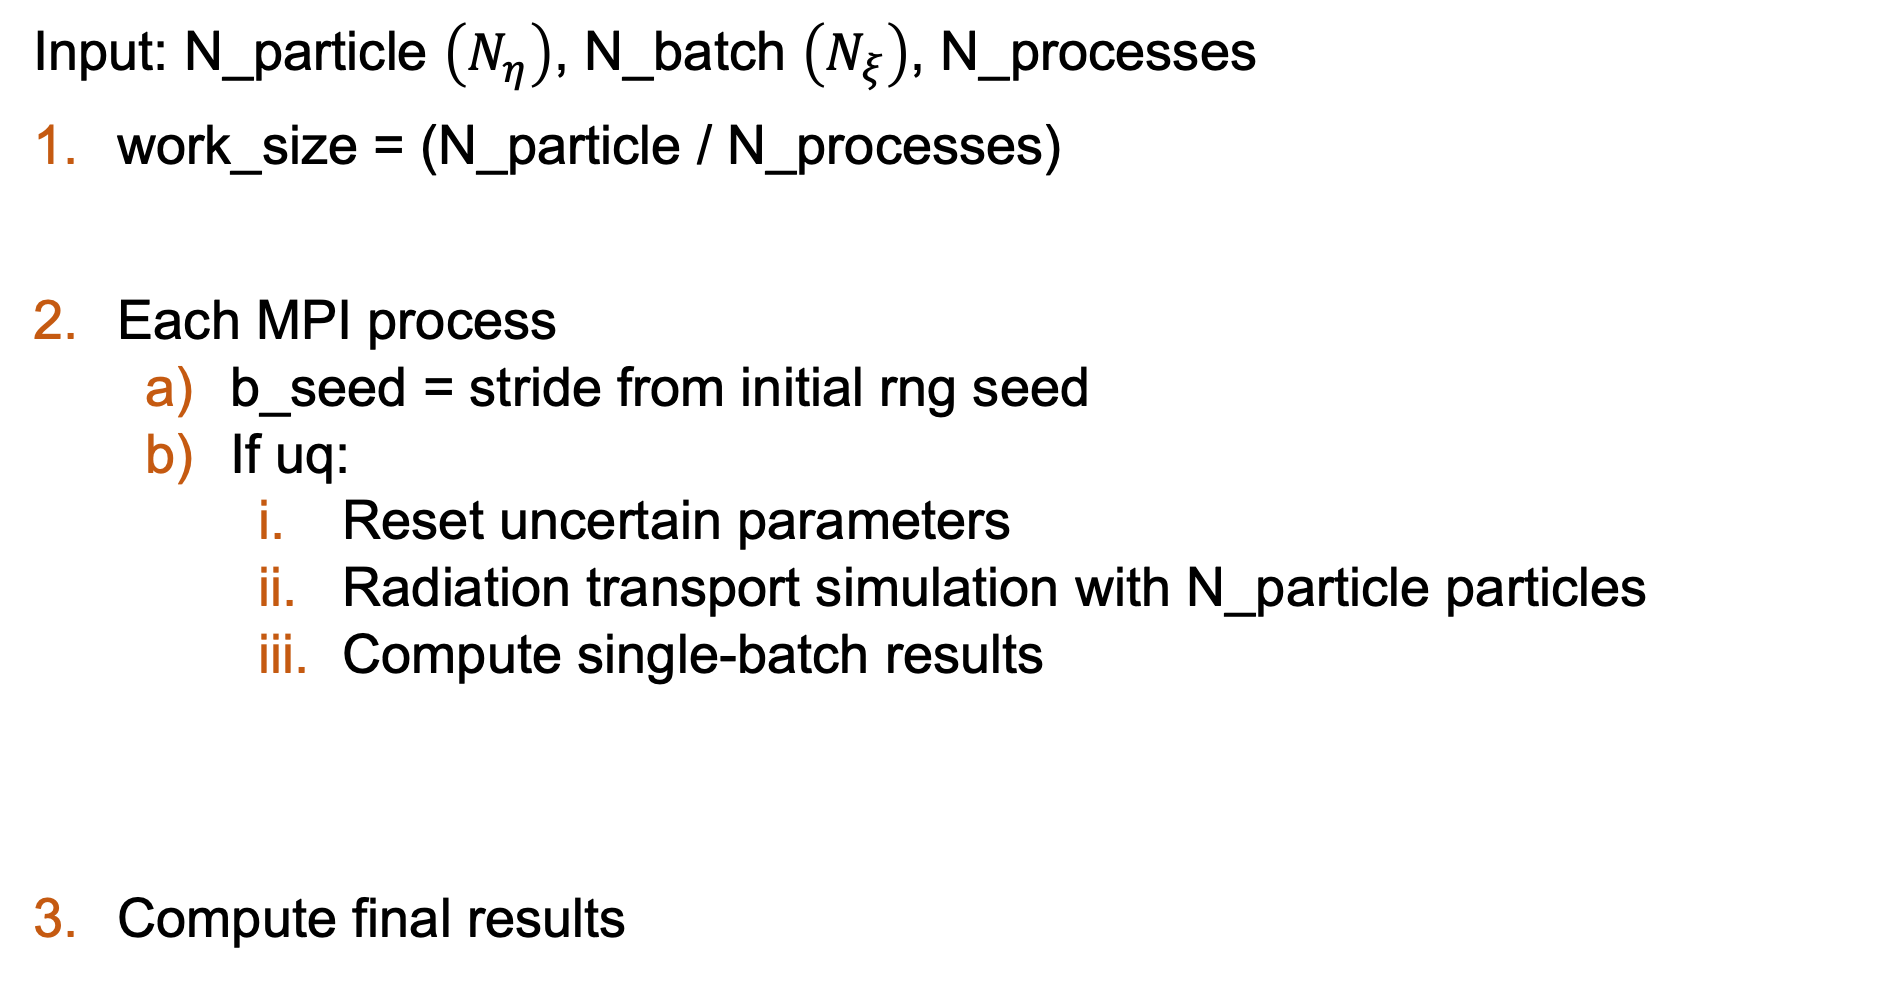 Input: N_particle (N_η), N_batch (N_ξ), N_processes
1. work_size = (N_particle / N_processes)
2. Each MPI process
a) b_seed = stride from initial rng seed
b) If uq:
i. Reset uncertain parameters
ii. Radiation transport simulation with N_particle particles
iii. Compute single-batch results
3. Compute final results